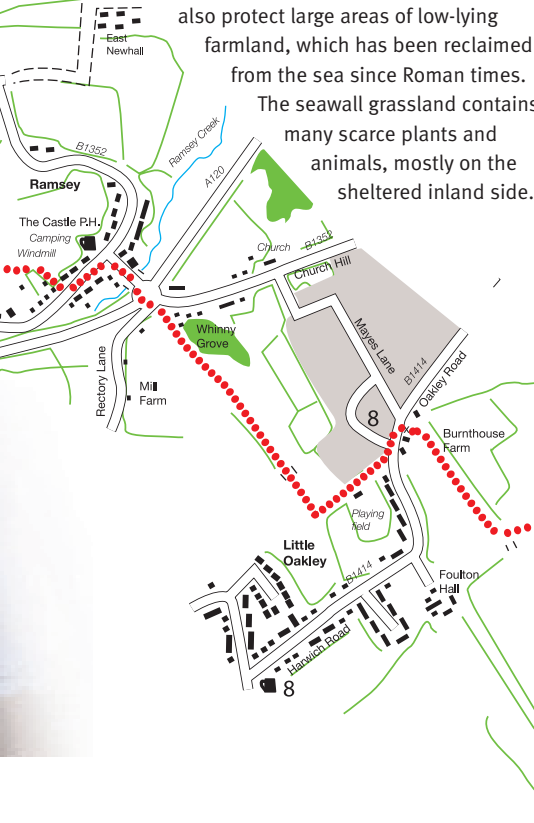 also protect large areas of low-lying
farmland, which has been reclaimed
from the sea since Roman times.
The seawall grassland contains
many scarce plants and
animals, mostly on the
sheltered inland side.
East
Newhall
B1352
Ramsey Creek
A120
Ramsey
The Castle P.H.
Camping
Windmill
Church
B1352
Church Hill
Whinny
Grove
Mayes Lane
Rectory Lane
B1414
Oakley Road
Mill
Farm
8
Burnthouse
Farm
Playing
field
Little
Oakley
B1414
Foulton
Hall
Harwich Road
8